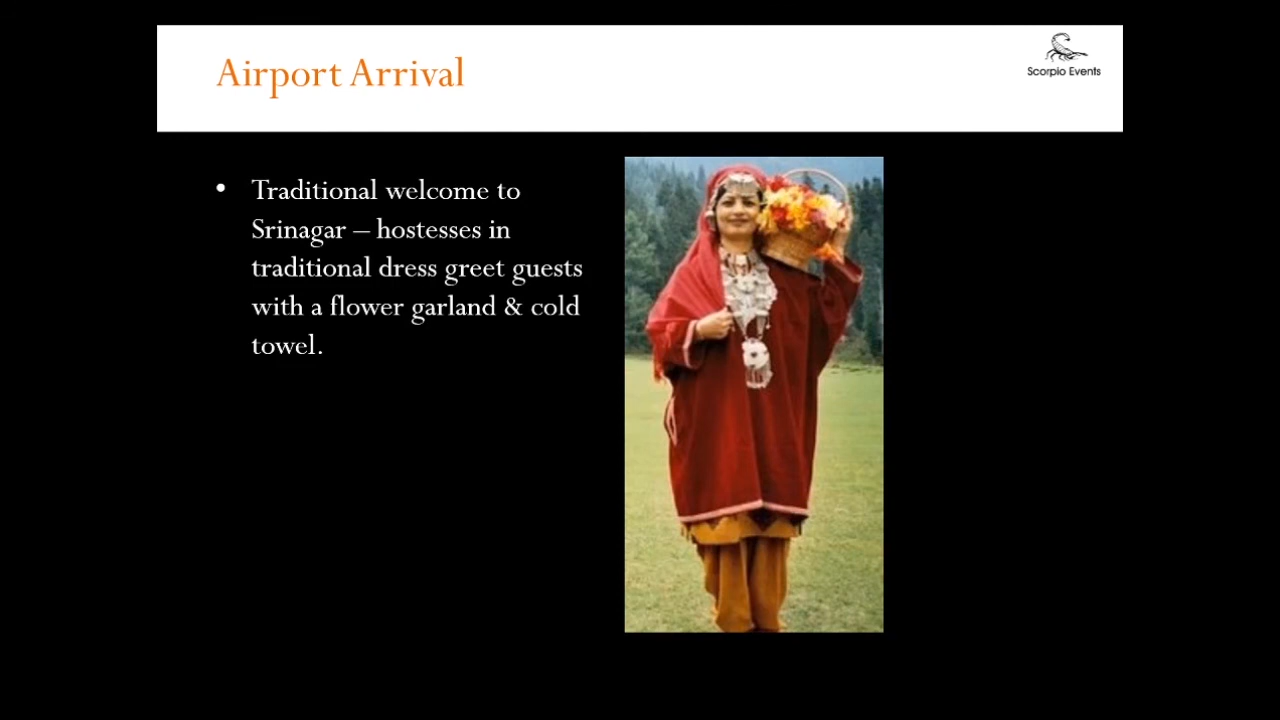 Airport Arrival
Scorpio Events
• Traditional welcome to
Srinagar – hostesses in
traditional dress greet guests
with a flower garland & cold
towel.